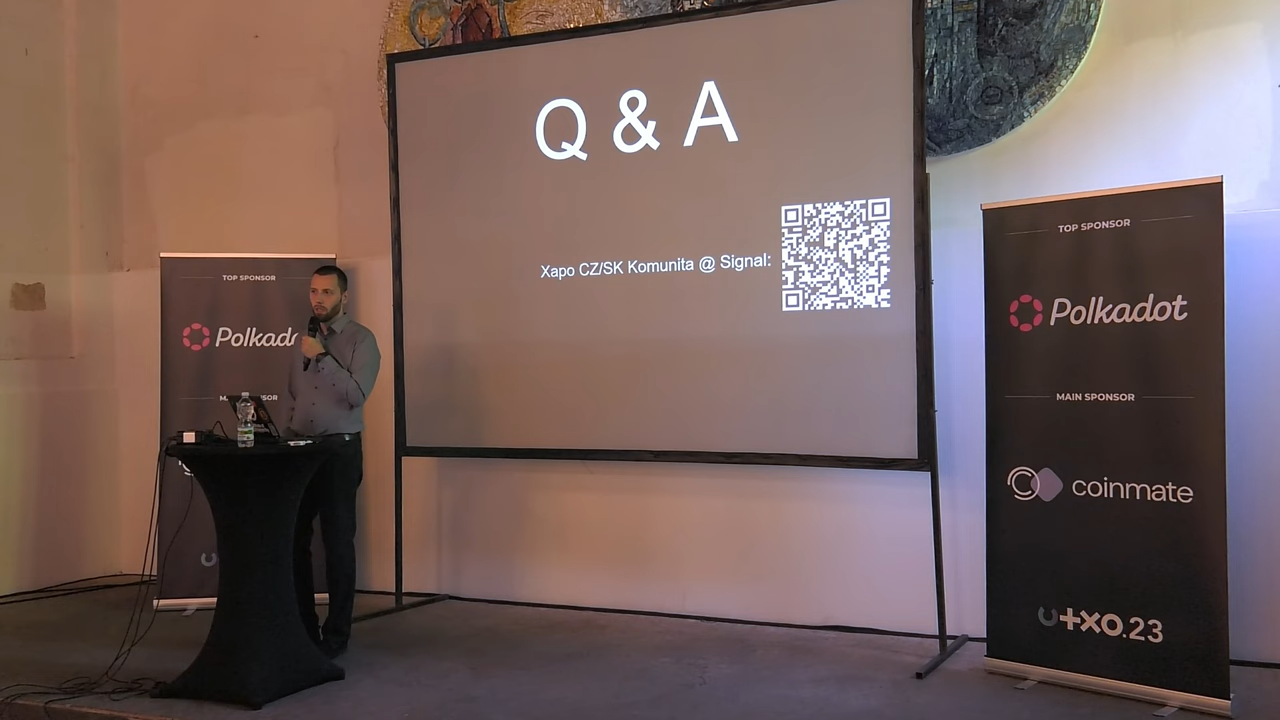 Q & A
Xapo CZ/SK Komunita @ Signal:
TOP SPONSOR
Polkadot
MAIN SPONSOR
coinmate
utxo.23
TOP SPONSOR
Polkado